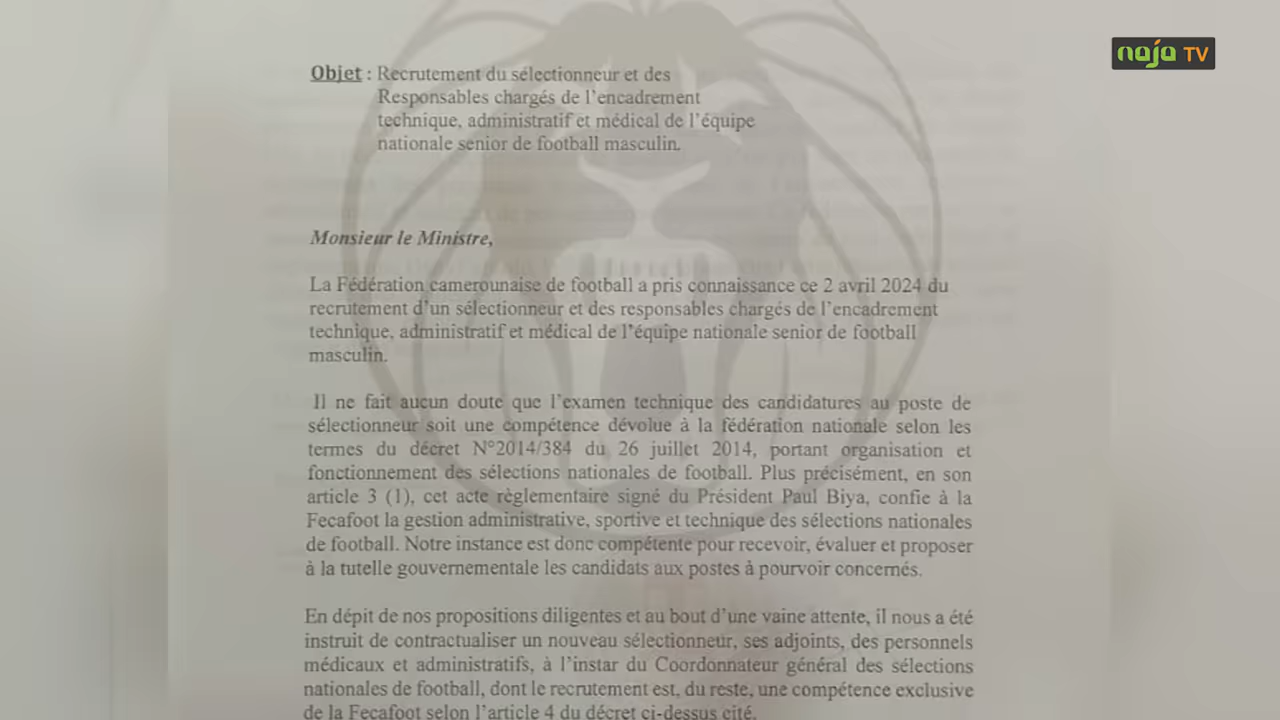 naja TV
Objet : Recrutement du sélectionneur et des
Responsables chargés de l'encadrement
technique, administratif et médical de l'équipe
nationale senior de football masculin.
Monsieur le Ministre,
La Fédération camerounaise de football a pris connaissance ce 2 avril 2024 du
recrutement d'un sélectionneur et des responsables chargés de l'encadrement
technique, administratif et médical de l'équipe nationale senior de football
masculin.
Il ne fait aucun doute que l'examen technique des candidatures au poste de
sélectionneur soit une compétence dévolue à la fédération nationale selon les
termes du décret N°2014/384 du 26 juillet 2014, portant organisation et
fonctionnement des sélections nationales de football. Plus précisément, en son
article 3 (1), cet acte règlementaire signé du Président Paul Biya, confie à la
Fecafoot la gestion administrative, sportive et technique des sélections nationales
de football. Notre instance est donc compétente pour recevoir, évaluer et proposer
à la tutelle gouvernementale les candidats aux postes à pourvoir concernés.
En dépit de nos propositions diligentes et au bout d'une vaine attente, il nous a été
instruit de contractualiser un nouveau sélectionneur, ses adjoints, des personnels
médicaux et administratifs, à l'instar du Coordonnateur général des sélections
nationales de football, dont le recrutement est, du reste, une compétence exclusive
de la Fecafoot selon l'article 4 du décret ci-dessus cité.